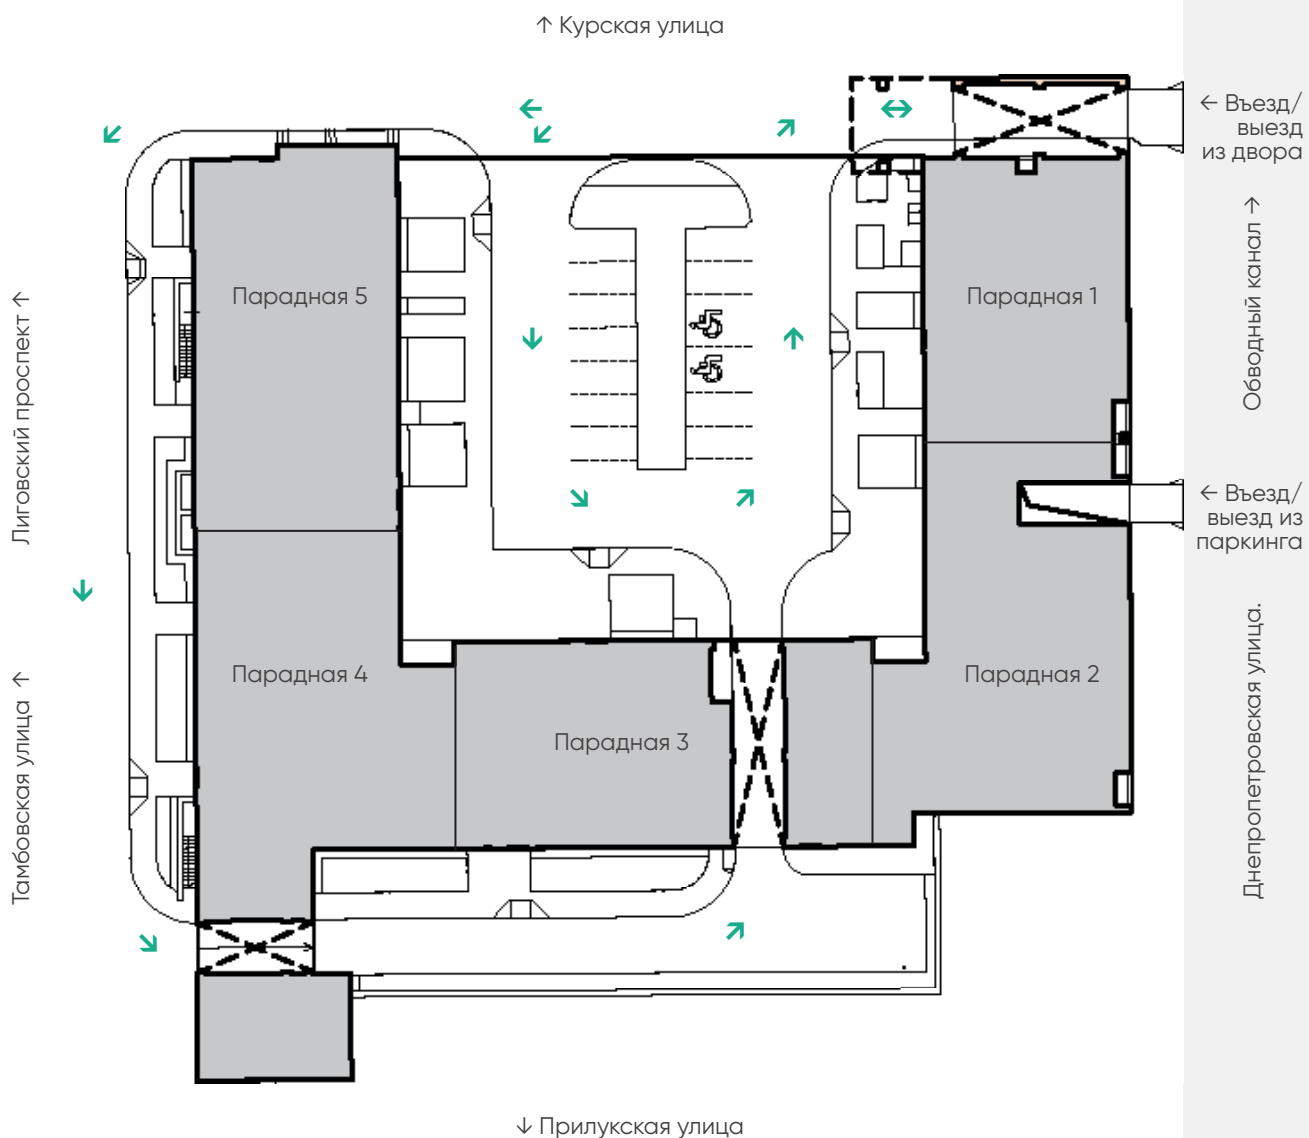 ↑ Курская улица
← Въезд/
выезд
из двора
Обводный канал →
Лиговский проспект ↑
Парадная 5
Парадная 1
← Въезд/
выезд из
паркинга
Парадная 4
Парадная 2
Парадная 3
Тамбовская улица ↑
Днепропетровская улица.
↓ Прилукская улица